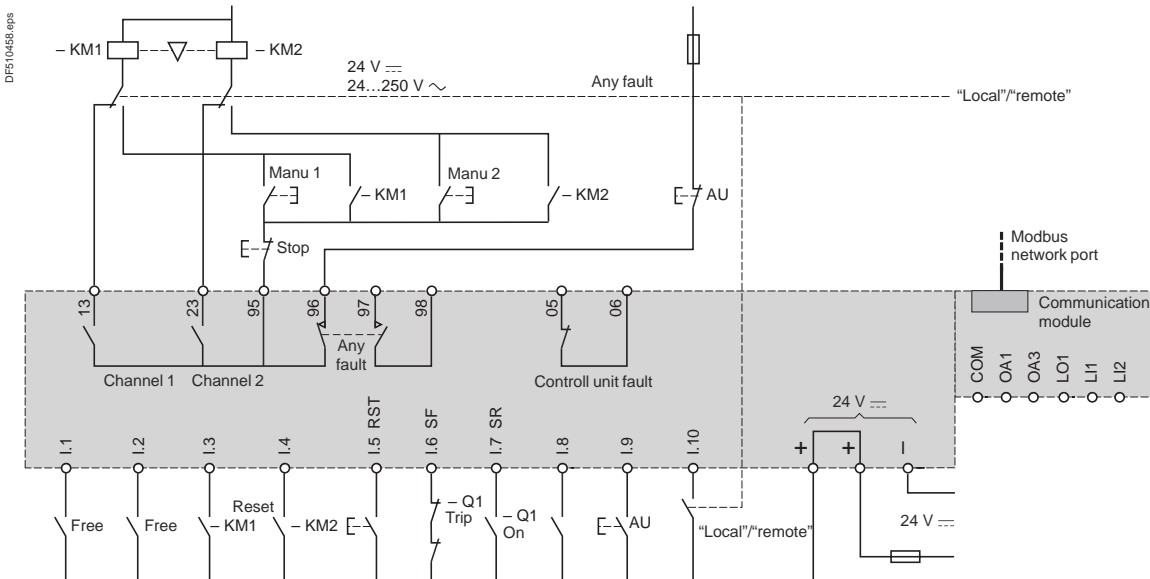 DF510458.eps
– KM1
– KM2
24 V ⎓
24…250 V ∼
Any fault
“Local”/“remote”
Manu 1
– KM1
Manu 2
– KM2
AU
Stop
Modbus
network port
13
23
95
96
97
98
05
06
Communication
module
Any
fault
Channel 1
Channel 2
Controll unit fault
COM
OA1
OA3
LO1
LI1
LI2
24 V ⎓
I.1
I.2
I.3
I.4
I.5 RST
I.6 SF
I.7 SR
I.8
I.9
I.10
+
+
I
Free
Free
– KM1
Reset
– KM2
– Q1
Trip
– Q1
On
AU
“Local”/“remote”
24 V ⎓